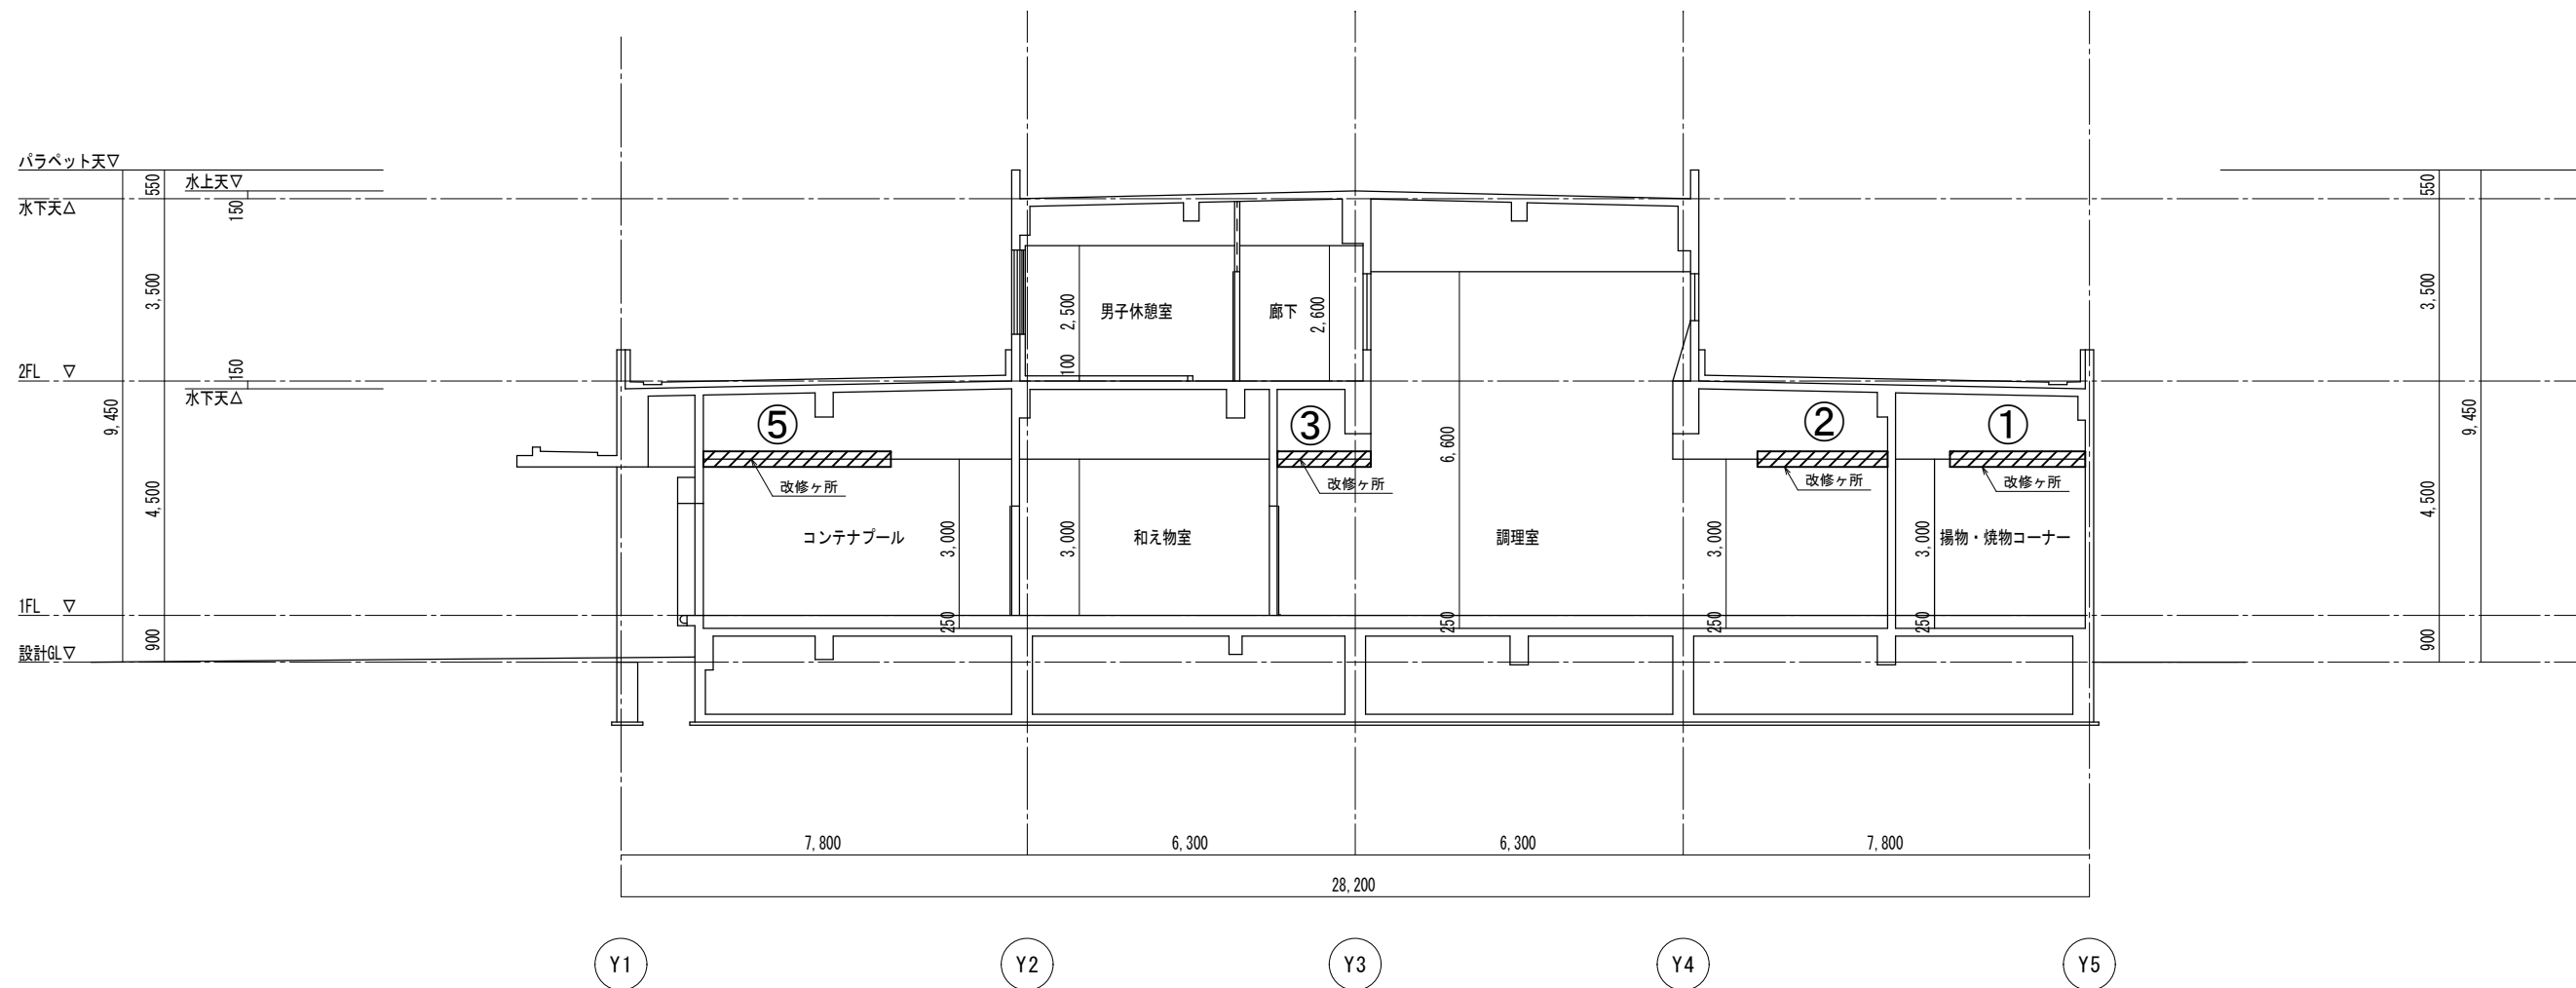 パラペット天▽
水上天▽
水下天△
550
150
3,500
2FL ▽
150
水下天△
9,450
4,500
1FL ▽
900
設計GL▽
2,500
男子休憩室
100
廊下
2,600
⑤
③
②
①
改修ヶ所
改修ヶ所
改修ヶ所
改修ヶ所
6,600
コンテナプール
3,000
和え物室
3,000
調理室
3,000
揚物・焼物コーナー
3,000
250
250
250
250
550
3,500
9,450
4,500
900
7,800
6,300
6,300
7,800
28,200
Y1
Y2
Y3
Y4
Y5